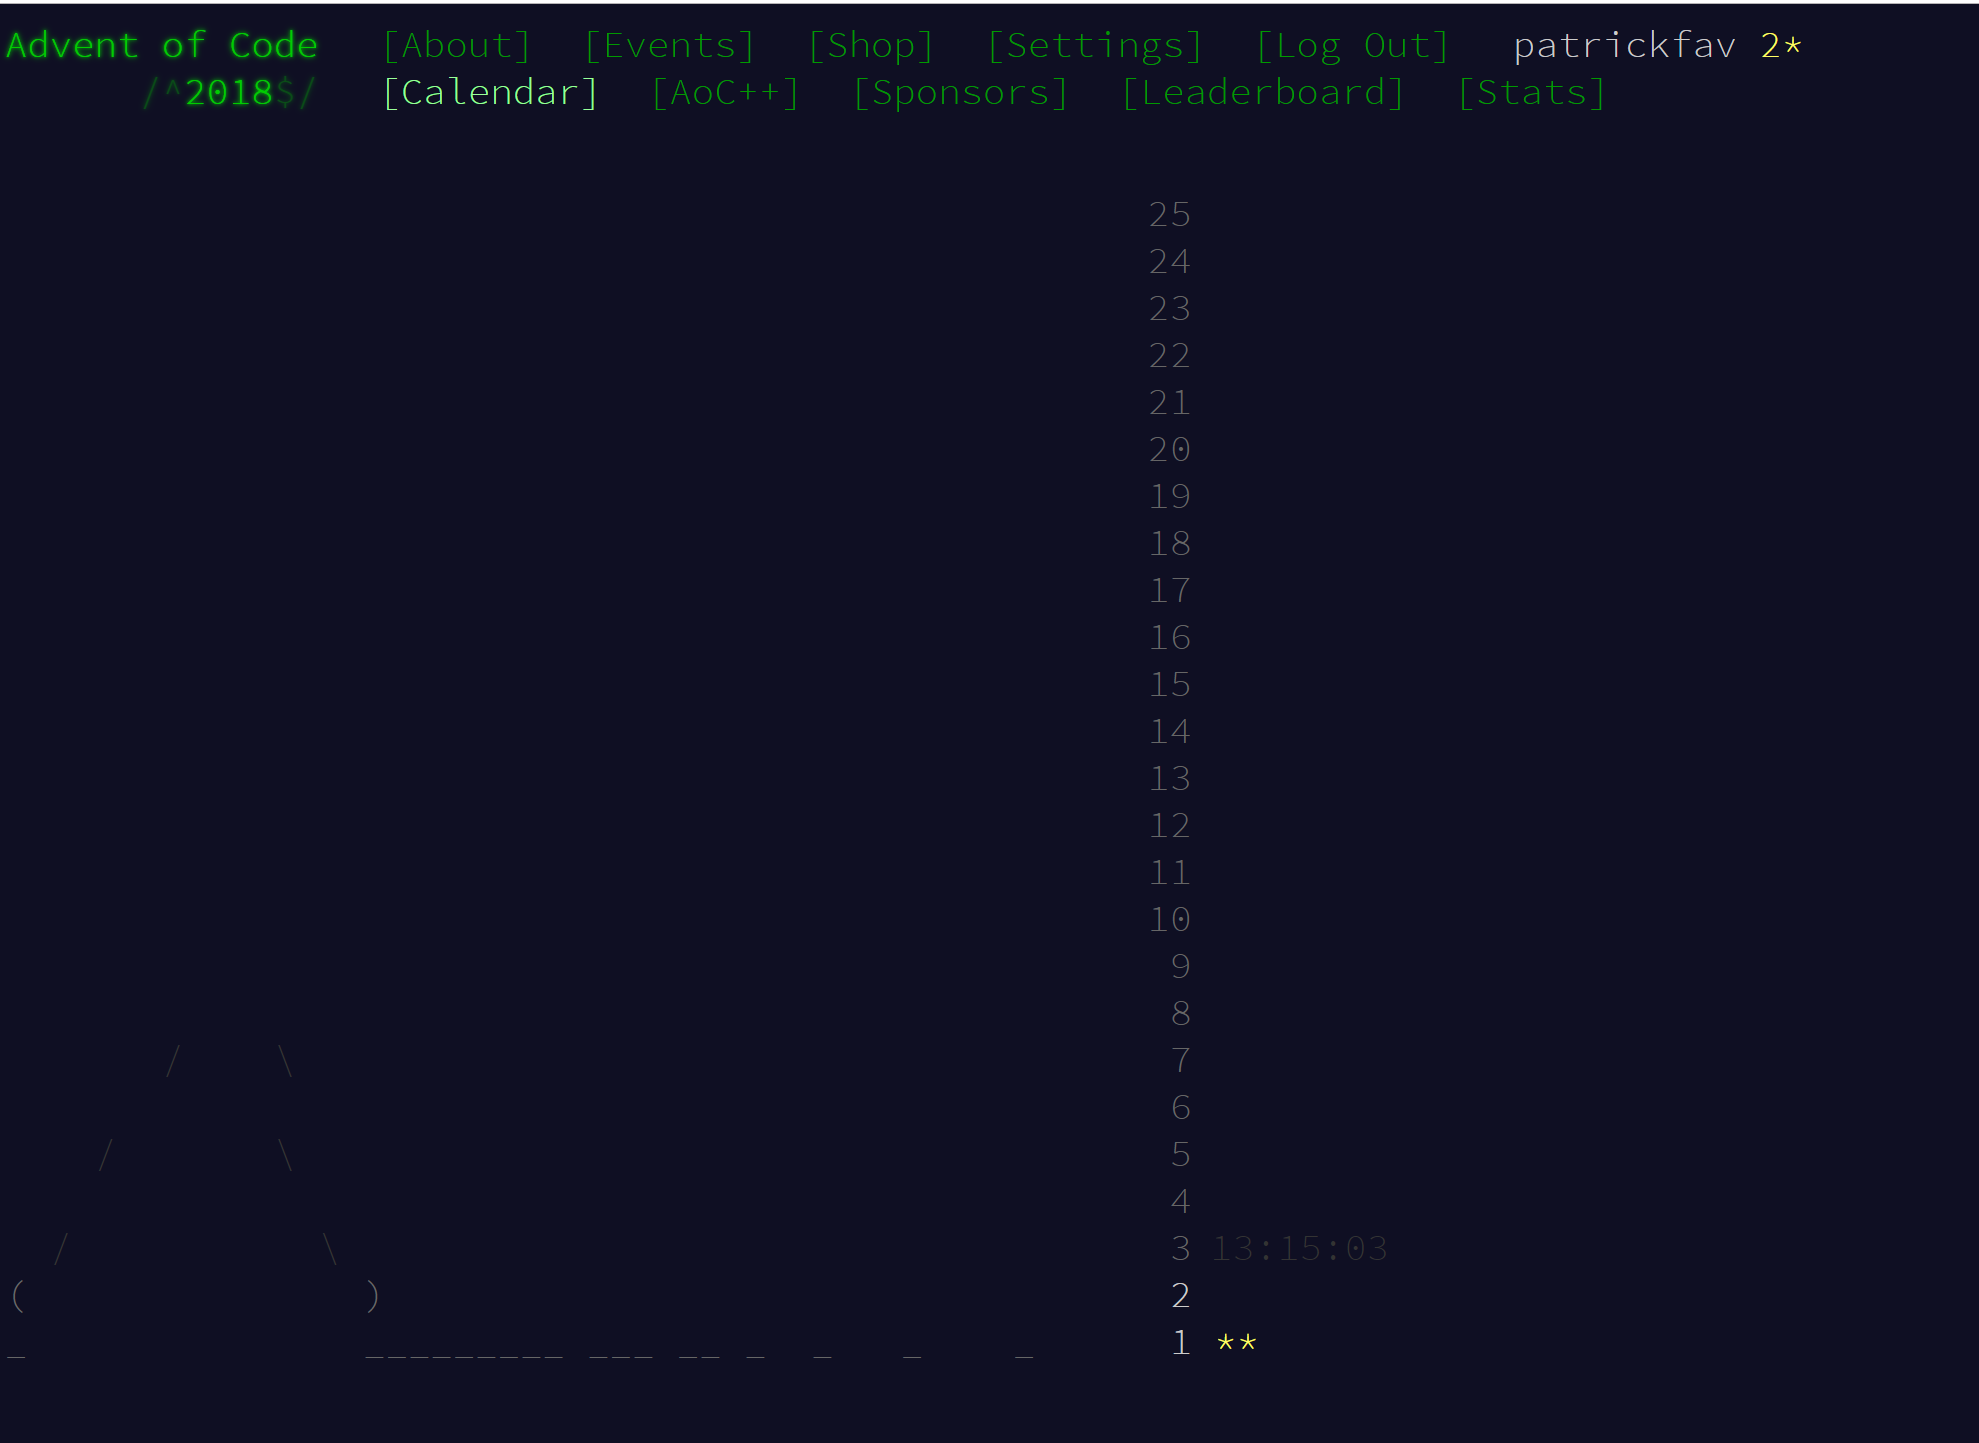 Advent of Code [About] [Events] [Shop] [Settings] [Log Out] patrickfav 2*
/^2018$/ [Calendar] [AoC++] [Sponsors] [Leaderboard] [Stats]
25
24
23
22
21
20
19
18
17
16
15
14
13
12
11
10
9
8
/ \ 7
6
/ \ 5
4
/ \ 3 13:15:03
( ) 2
_ _________ ___ __ _ _ _ _ 1 **